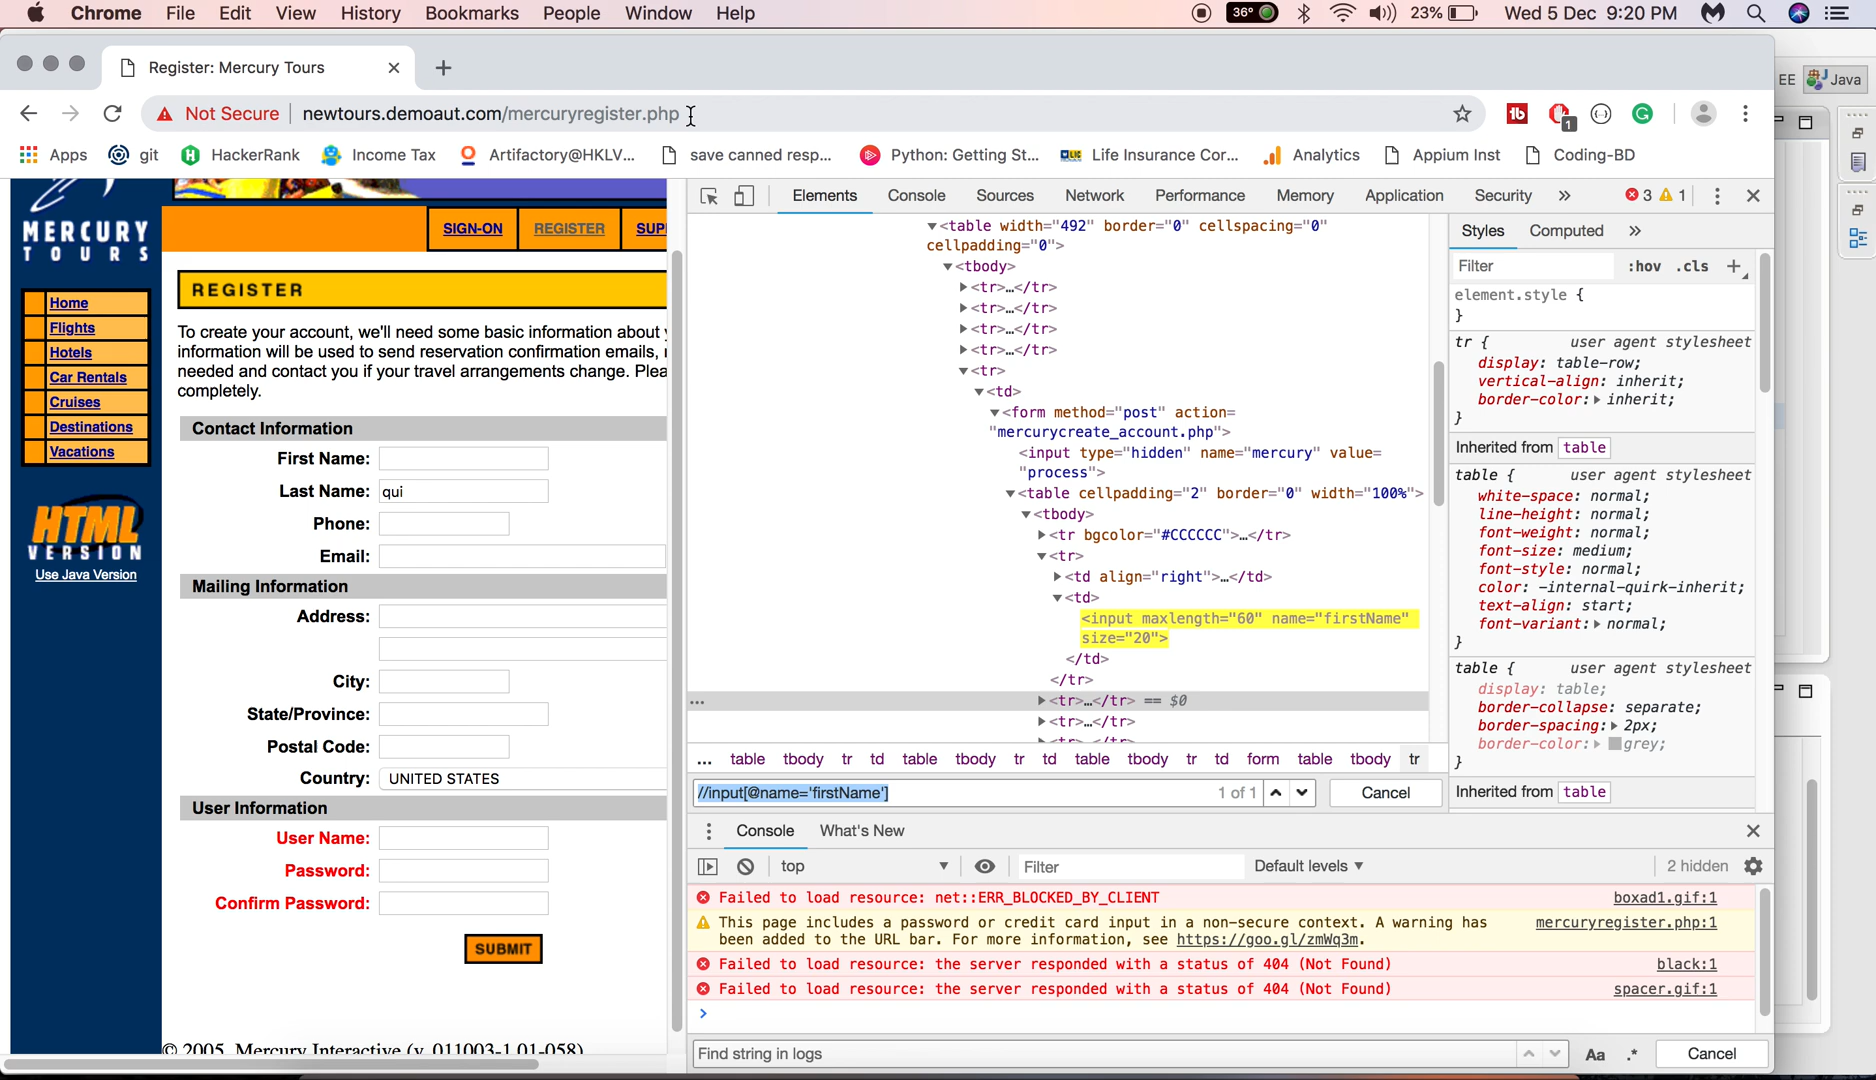 Chrome File Edit View History Bookmarks People Window Help 36° 23% Wed 5 Dec 9:20 PM
Register: Mercury Tours
EE Java
Not Secure newtours.demoaut.com/mercuryregister.php
Apps git HackerRank Income Tax Artifactory@HKLV... save canned resp... Python: Getting St... Life Insurance Cor... Analytics Appium Inst Coding-BD
MERCURY
TOURS
SIGN-ON REGISTER SUP
Home
Flights
Hotels
Car Rentals
Cruises
Destinations
Vacations
HTML
VERSION
Use Java Version
REGISTER
To create your account, we'll need some basic information about
information will be used to send reservation confirmation emails,
needed and contact you if your travel arrangements change. Plea
completely.
Contact Information
First Name:
Last Name: qui
Phone:
Email:
Mailing Information
Address:
City:
State/Province:
Postal Code:
Country: UNITED STATES
User Information
User Name:
Password:
Confirm Password:
SUBMIT
© 2005, Mercury Interactive (v. 011003-1.01-058)
Elements Console Sources Network Performance Memory Application Security » 3 1
▼<table width="492" border="0" cellspacing="0"
cellpadding="0">
▼<tbody>
▶<tr>…</tr>
▶<tr>…</tr>
▶<tr>…</tr>
▶<tr>…</tr>
▼<tr>
▼<td>
▼<form method="post" action=
"mercurycreate_account.php">
<input type="hidden" name="mercury" value=
"process">
▼<table cellpadding="2" border="0" width="100%">
▼<tbody>
▶<tr bgcolor="#CCCCCC">…</tr>
▼<tr>
▶<td align="right">…</td>
▼<td>
<input maxlength="60" name="firstName"
size="20">
</td>
</tr>
… ▶<tr>…</tr> == $0
▶<tr>…</tr>
▶<tr>…</tr>
... table tbody tr td table tbody tr td table tbody tr td form table tbody tr
//input[@name='firstName'] 1 of 1 Cancel
Styles Computed »
Filter :hov .cls +
element.style {
}
tr { user agent stylesheet
display: table-row;
vertical-align: inherit;
border-color:▶ inherit;
}
Inherited from table
table { user agent stylesheet
white-space: normal;
line-height: normal;
font-weight: normal;
font-size: medium;
font-style: normal;
color: -internal-quirk-inherit;
text-align: start;
font-variant:▶ normal;
}
table { user agent stylesheet
display: table;
border-collapse: separate;
border-spacing:▶ 2px;
border-color:▶ grey;
}
Inherited from table
Console What's New
top Filter Default levels ▼ 2 hidden
Failed to load resource: net::ERR_BLOCKED_BY_CLIENT boxad1.gif:1
This page includes a password or credit card input in a non-secure context. A warning has mercuryregister.php:1
been added to the URL bar. For more information, see https://goo.gl/zmWq3m.
Failed to load resource: the server responded with a status of 404 (Not Found) black:1
Failed to load resource: the server responded with a status of 404 (Not Found) spacer.gif:1
Find string in logs Aa .* Cancel